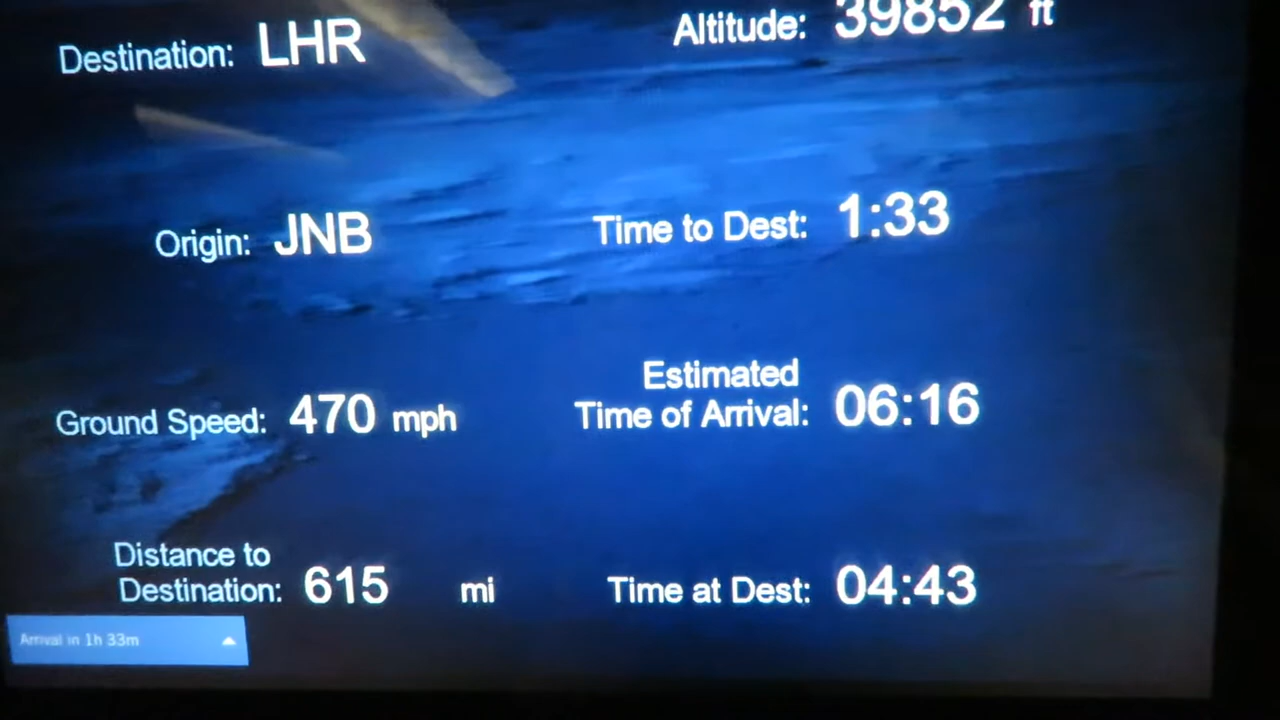 Destination: LHR
Altitude: 39852 ft
Origin: JNB
Time to Dest: 1:33
Ground Speed: 470 mph
Estimated
Time of Arrival: 06:16
Distance to
Destination: 615 mi
Time at Dest: 04:43
Arrival in 1h 33m